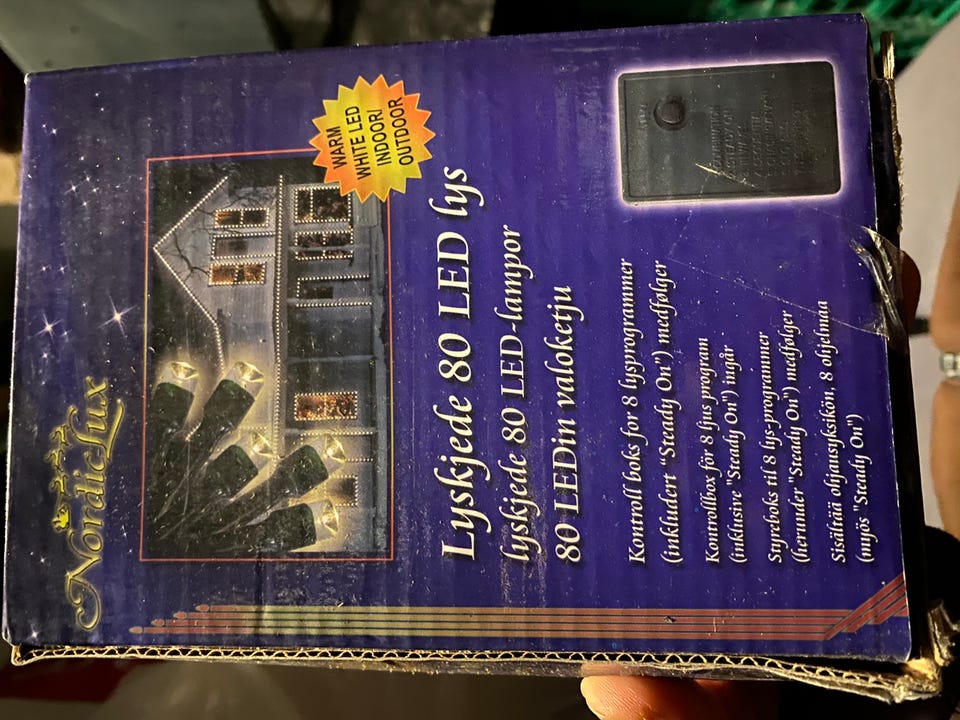 NordicLux
WARM
WHITE LED
INDOOR/
OUTDOOR
Lyskjede 80 LED lys
lyskjede 80 LED-lampor
80 LEDin valoketju
Kontroll boks for 8 lysprogrammer
(inkludert "Steady On") medfølger
Kontrollbox för 8 ljus program
(inklusive "Steady On") ingår
Styreboks til 8 lys-programmer
(herunder "Steady On") medfølger
Sisältää ohjausyksikön, 8 ohjelmaa
(myös "Steady On")
COMBINATION